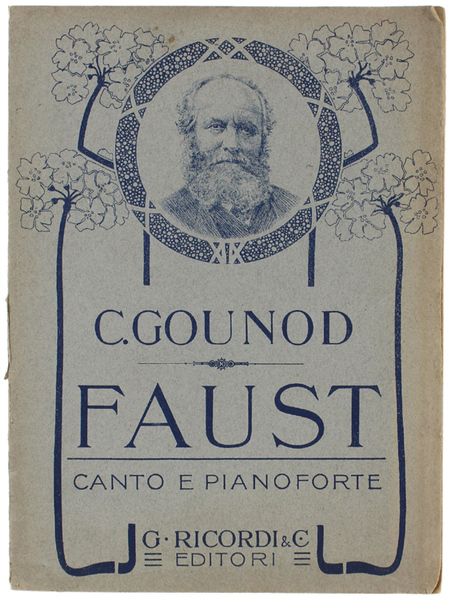 C. GOUNOD
FAUST
CANTO E PIANOFORTE
G. RICORDI & C.
EDITORI